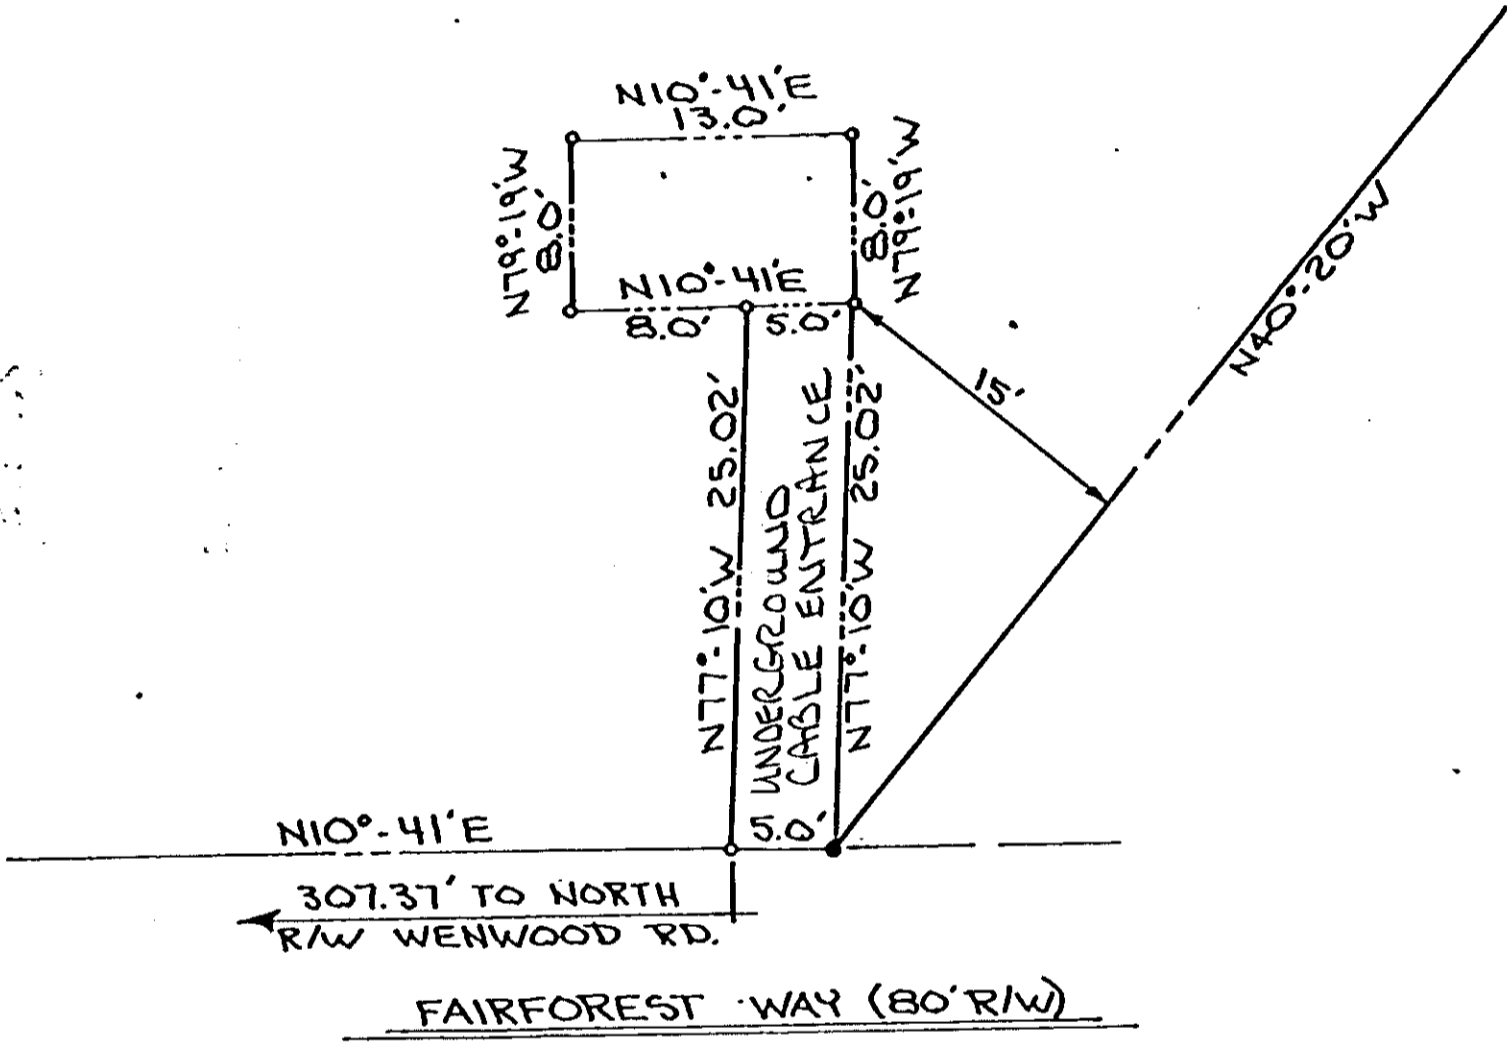 N10°-41'E
13.0'
N79°-19'W
8.0'
8.0'
N79°-19'W
N10°-41'E
8.0'
5.0'
15'
N40°-20'W
N77°-10'W 25.02'
UNDERGROUND
CABLE ENTRANCE
N77°-10'W 25.02'
5.0'
N10°-41'E
307.37' TO NORTH
R/W WENWOOD RD.
FAIRFOREST WAY (80' R/W)